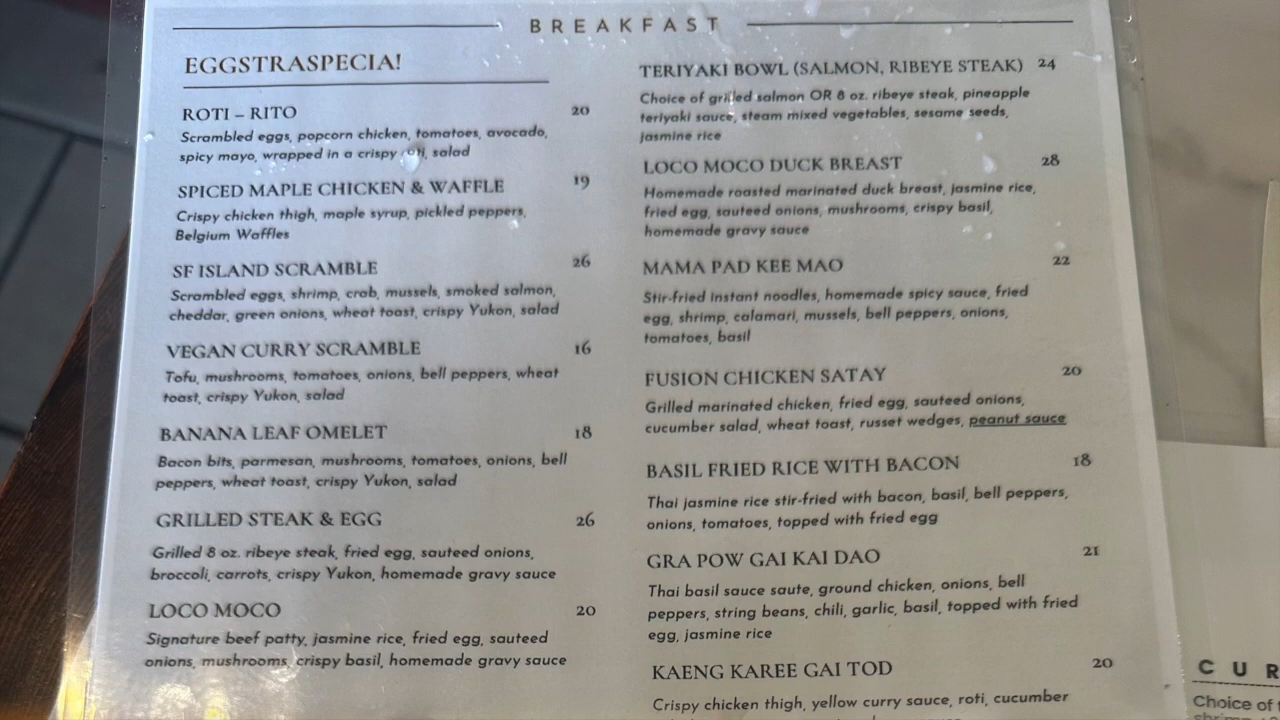 BREAKFAST
EGGSTRASPECIA!
ROTI – RITO 20
Scrambled eggs, popcorn chicken, tomatoes, avocado,
spicy mayo, wrapped in a crispy roti, salad
SPICED MAPLE CHICKEN & WAFFLE 19
Crispy chicken thigh, maple syrup, pickled peppers,
Belgium Waffles
SF ISLAND SCRAMBLE 26
Scrambled eggs, shrimp, crab, mussels, smoked salmon,
cheddar, green onions, wheat toast, crispy Yukon, salad
VEGAN CURRY SCRAMBLE 16
Tofu, mushrooms, tomatoes, onions, bell peppers, wheat
toast, crispy Yukon, salad
BANANA LEAF OMELET 18
Bacon bits, parmesan, mushrooms, tomatoes, onions, bell
peppers, wheat toast, crispy Yukon, salad
GRILLED STEAK & EGG 26
Grilled 8 oz. ribeye steak, fried egg, sauteed onions,
broccoli, carrots, crispy Yukon, homemade gravy sauce
LOCO MOCO 20
Signature beef patty, jasmine rice, fried egg, sauteed
onions, mushrooms, crispy basil, homemade gravy sauce
TERIYAKI BOWL (SALMON, RIBEYE STEAK) 24
Choice of grilled salmon OR 8 oz. ribeye steak, pineapple
teriyaki sauce, steam mixed vegetables, sesame seeds,
jasmine rice
LOCO MOCO DUCK BREAST 28
Homemade roasted marinated duck breast, jasmine rice,
fried egg, sauteed onions, mushrooms, crispy basil,
homemade gravy sauce
MAMA PAD KEE MAO 22
Stir-fried instant noodles, homemade spicy sauce, fried
egg, shrimp, calamari, mussels, bell peppers, onions,
tomatoes, basil
FUSION CHICKEN SATAY 20
Grilled marinated chicken, fried egg, sauteed onions,
cucumber salad, wheat toast, russet wedges, peanut sauce
BASIL FRIED RICE WITH BACON 18
Thai jasmine rice stir-fried with bacon, basil, bell peppers,
onions, tomatoes, topped with fried egg
GRA POW GAI KAI DAO 21
Thai basil sauce saute, ground chicken, onions, bell
peppers, string beans, chili, garlic, basil, topped with fried
egg, jasmine rice
KAENG KAREE GAI TOD 20
Crispy chicken thigh, yellow curry sauce, roti, cucumber
CUR
Choice of